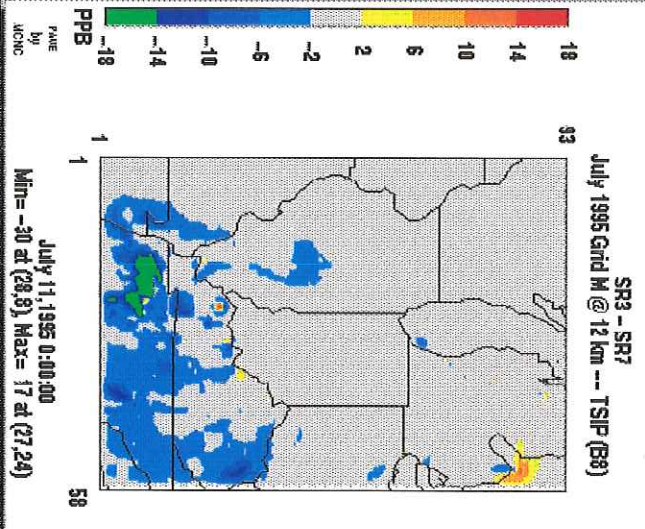 SR3 - SR7
July 1995 Grid M @ 12 km --- TSIP (B8)
18
14
10
6
2
-2
-6
-10
-14
-18
PPB
PAVE
by
MCNC
93
1
1
58
July 11, 1995 0:00:00
Min= -30 at (28,8), Max= 17 at (27,24)